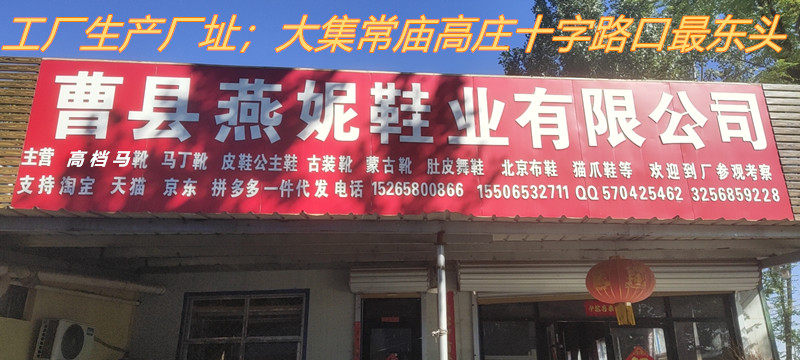 工厂生产厂址；大集常庙高庄十字路口最东头
曹县燕妮鞋业有限公司
主营 高档马靴 马丁靴 皮鞋公主鞋 古装靴 蒙古靴 肚皮舞鞋 北京布鞋 猫爪鞋等 欢迎到厂参观考察
支持淘宝 天猫 京东 拼多多一件代发电话 15265800866 15506532711 QQ 570425462 3256859228